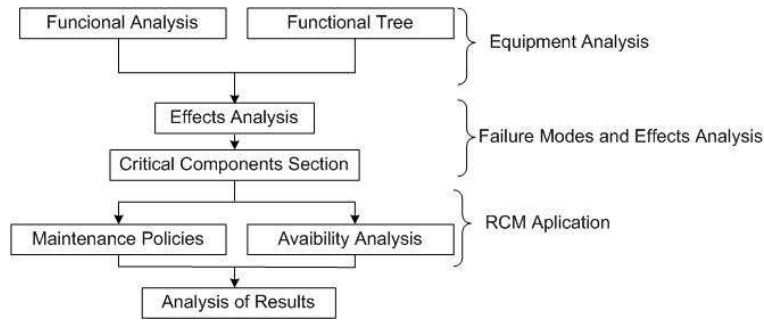 Funcional Analysis
Functional Tree
Equipment Analysis
Effects Analysis
Failure Modes and Effects Analysis
Critical Components Section
Maintenance Policies
Avaibility Analysis
RCM Aplication
Analysis of Results